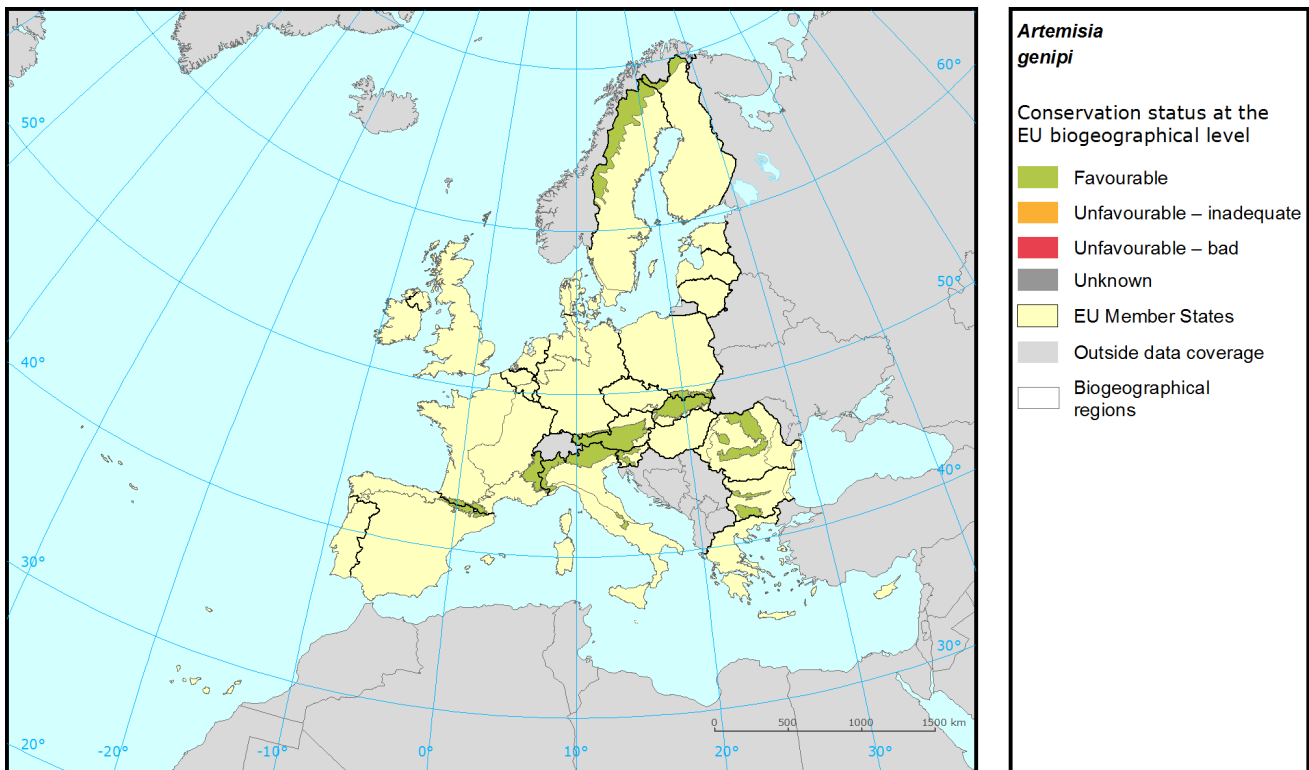 Artemisia
genipi
Conservation status at the
EU biogeographical level
Favourable
Unfavourable – inadequate
Unfavourable – bad
Unknown
EU Member States
Outside data coverage
Biogeographical
regions
60°
50°
50°
40°
40°
30°
30°
20°
-20°
-10°
0°
10°
20°
30°
0 500 1000 1500 km